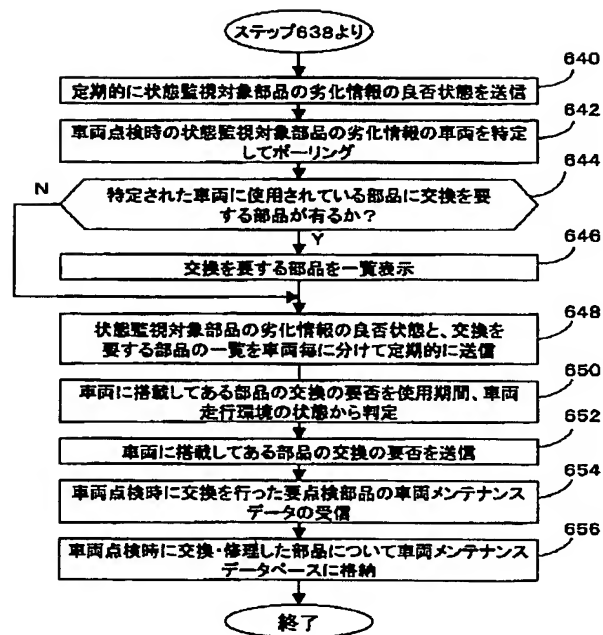 ステップ638より
640
定期的に状態監視対象部品の劣化情報の良否状態を送信
642
車両点検時の状態監視対象部品の劣化情報の車両を特定
してポーリング
644
N
特定された車両に使用されている部品に交換を要
する部品が有るか？
Y
646
交換を要する部品を一覧表示
648
状態監視対象部品の劣化情報の良否状態と、交換を
要する部品の一覧を車両毎に分けて定期的に送信
650
車両に搭載してある部品の交換の要否を使用期間、車両
走行環境の状態から判定
652
車両に搭載してある部品の交換の要否を送信
654
車両点検時に交換を行った要点検部品の車両メンテナンス
データの受信
656
車両点検時に交換・修理した部品について車両メンテナンス
データベースに格納
終了